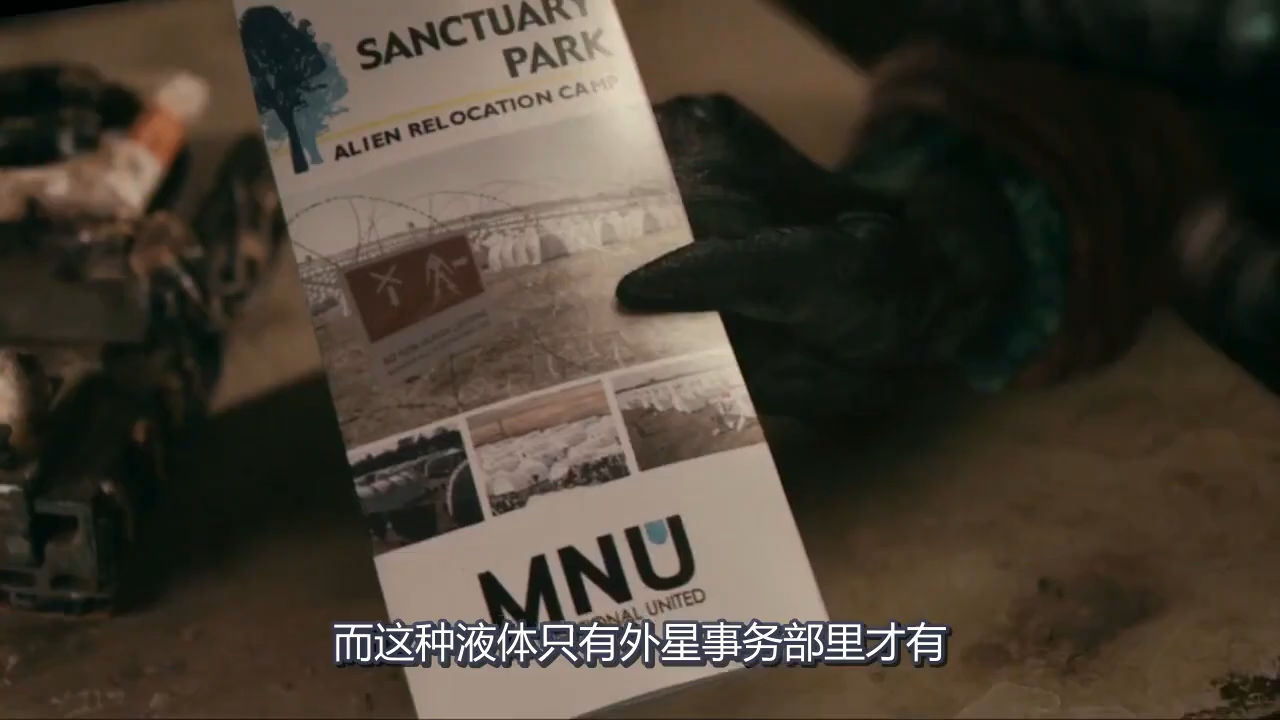 SANCTUARY
PARK
ALIEN RELOCATION CAMP
MNU
UNITED
而这种液体只有外星事务部里才有